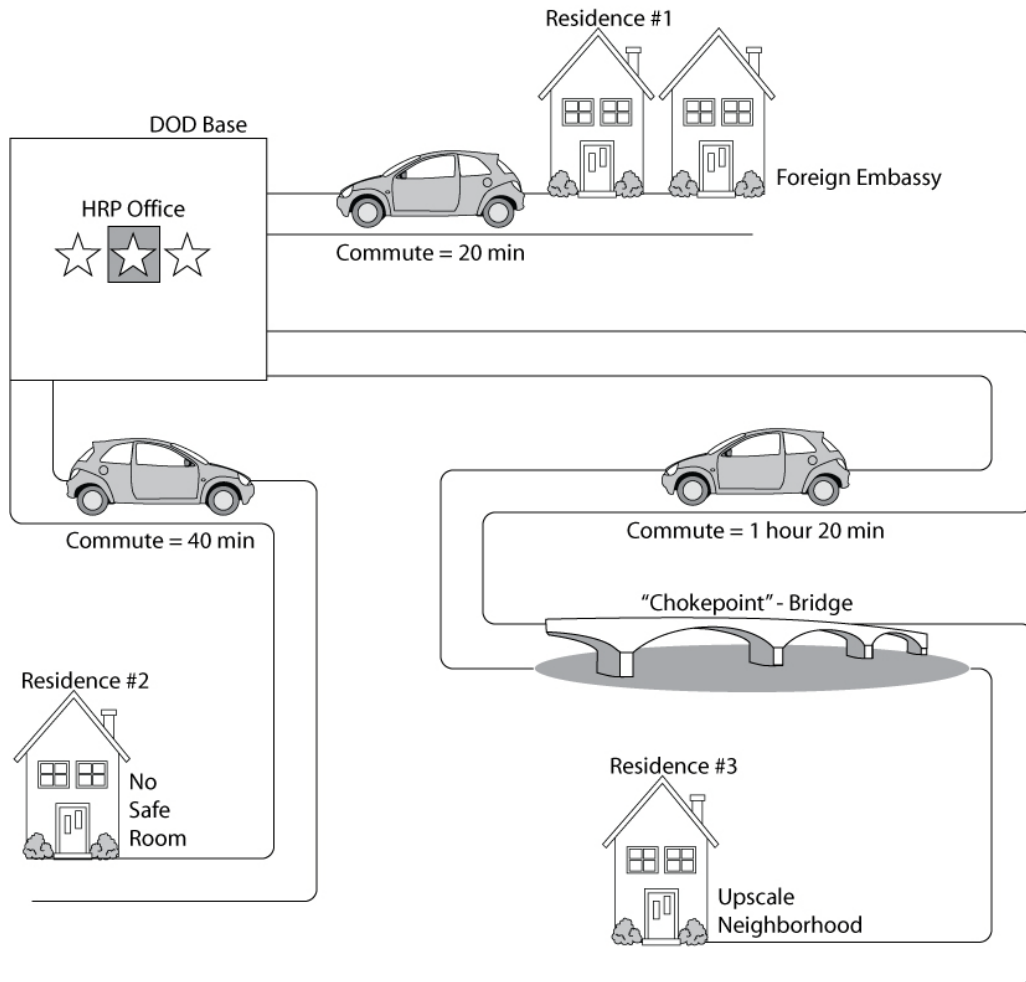 Residence #1
DOD Base
Foreign Embassy
HRP Office
Commute = 20 min
Commute = 40 min
Commute = 1 hour 20 min
“Chokepoint” - Bridge
Residence #2
No
Safe
Room
Residence #3
Upscale
Neighborhood